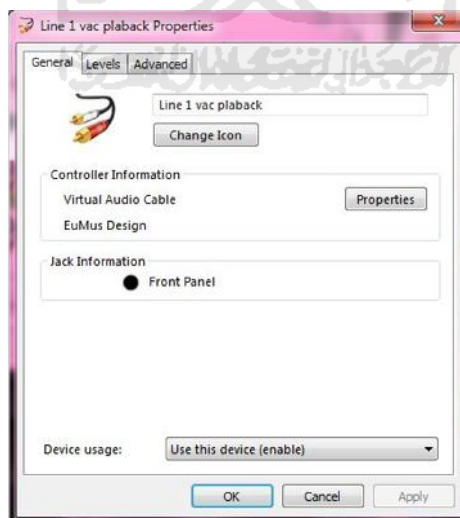 Line 1 vac plaback Properties
General Levels Advanced
Line 1 vac plaback
Change Icon
Controller Information
Virtual Audio Cable Properties
EuMus Design
Jack Information
Front Panel
Device usage: Use this device (enable)
OK Cancel Apply